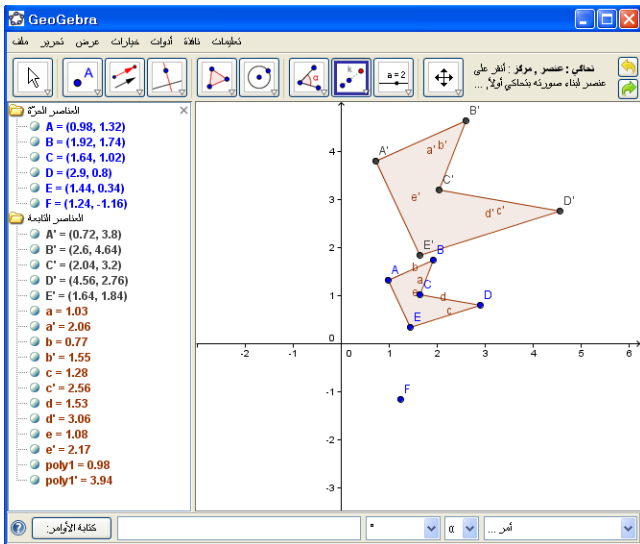 GeoGebra
ملف تحرير عرض خيارات أدوات نافذة تعليمات
A α k a=2
تحاكي : عنصر , مركز : أنقر على
عنصر لبناء صورته بتحاكي أولاً, ...
العناصر الحرّة
A = (0.98, 1.32)
B = (1.92, 1.74)
C = (1.64, 1.02)
D = (2.9, 0.8)
E = (1.44, 0.34)
F = (1.24, -1.16)
العناصر التابعة
A' = (0.72, 3.8)
B' = (2.6, 4.64)
C' = (2.04, 3.2)
D' = (4.56, 2.76)
E' = (1.64, 1.84)
a = 1.03
a' = 2.06
b = 0.77
b' = 1.55
c = 1.28
c' = 2.56
d = 1.53
d' = 3.06
e = 1.08
e' = 2.17
poly1 = 0.98
poly1' = 3.94
B'
A' a' b'
4
C'
3 e' d' c' D'
E'
2
A b B
a
1 e C d D
c
E
0
-2 -1 0 1 2 3 4 5 6
-1 F
-2
-3
كتابة الأوامر:
° α أمر ...